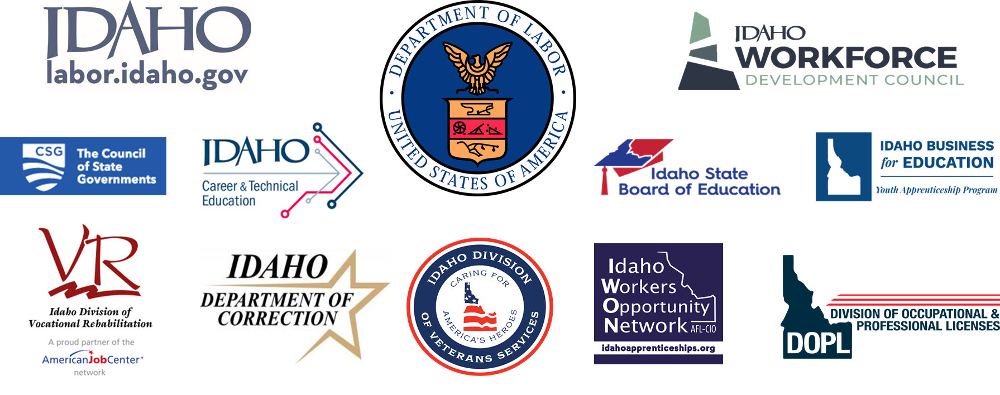 IDAHO
labor.idaho.gov
DEPARTMENT OF LABOR
UNITED STATES OF AMERICA
IDAHO
WORKFORCE
DEVELOPMENT COUNCIL
CSG
The Council
of State
Governments
IDAHO
Career & Technical
Education
Idaho State
Board of Education
IDAHO BUSINESS
for EDUCATION
Youth Apprenticeship Program
VR
Idaho Division of
Vocational Rehabilitation
A proud partner of the
AmericanJobCenter®
network
IDAHO
DEPARTMENT OF
CORRECTION
IDAHO DIVISION
OF VETERANS SERVICES
CARING FOR
AMERICA'S HEROES
Idaho
Workers
Opportunity
Network AFL-CIO
idahoapprenticeships.org
DIVISION OF OCCUPATIONAL &
PROFESSIONAL LICENSES
DOPL